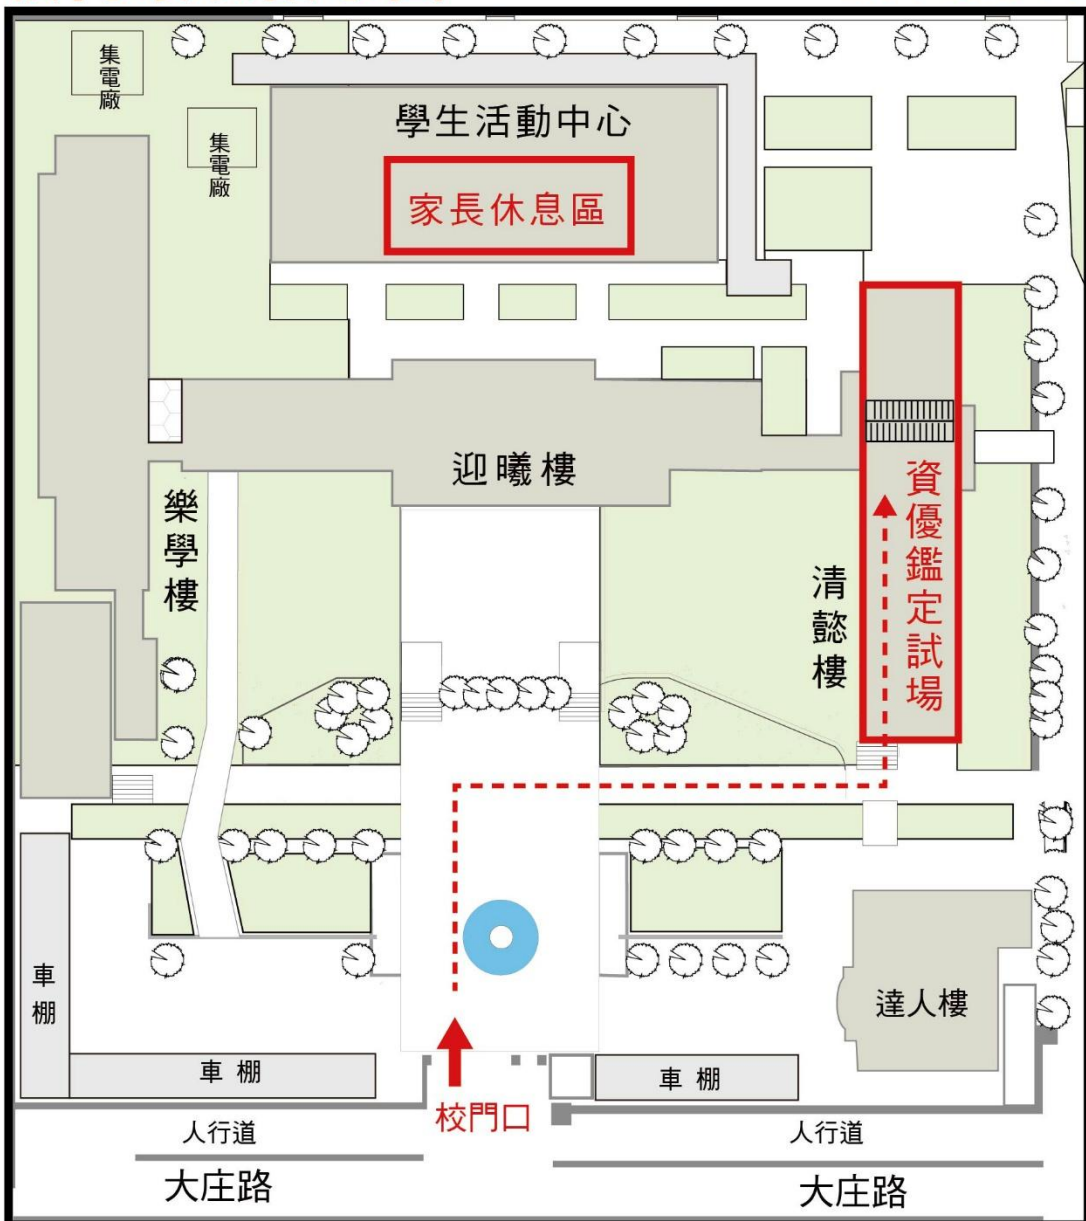 集電廠
集電廠
學生活動中心
家長休息區
迎曦樓
樂學樓
清懿樓
資優鑑定試場
車棚
車棚
車棚
達人樓
校門口
人行道
人行道
大庄路
大庄路